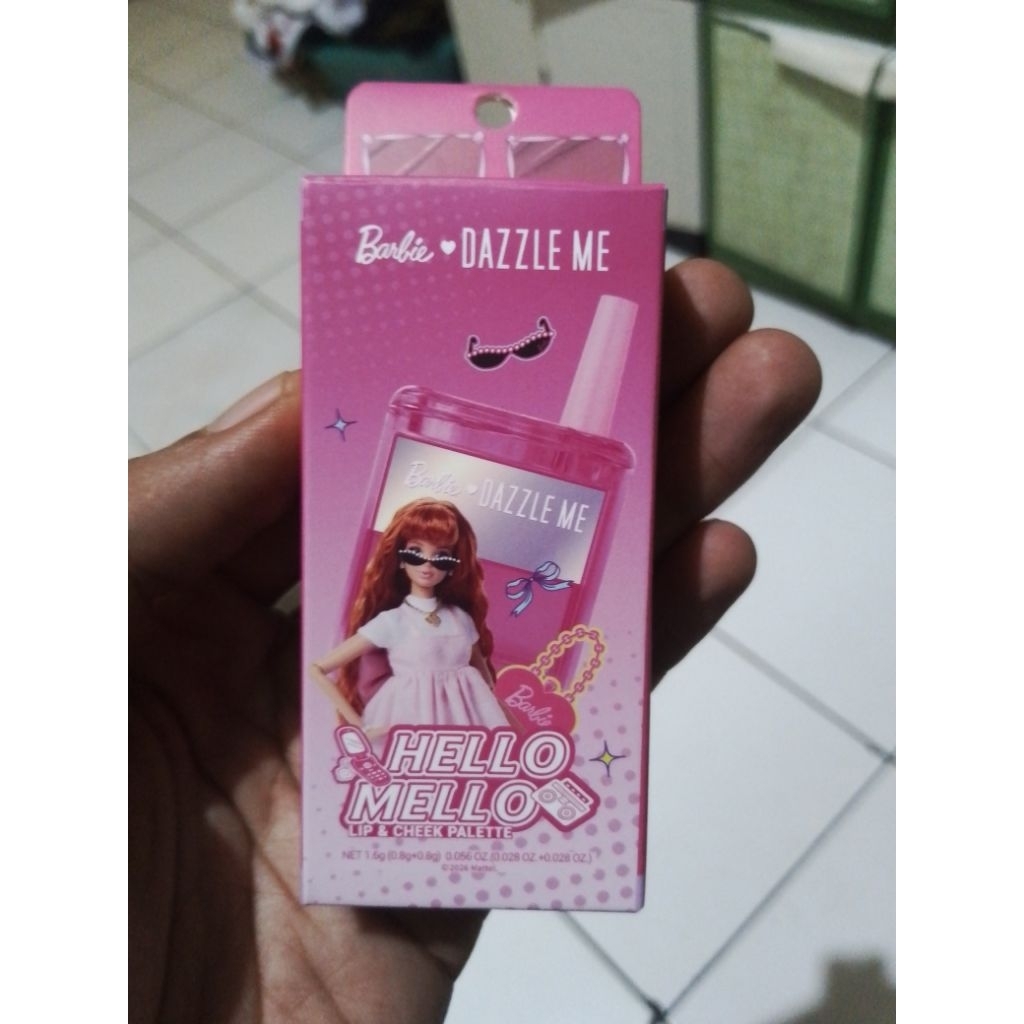 Barbie ♥ DAZZLE ME
Barbie ♥ DAZZLE ME
Barbie
HELLO
MELLO
LIP & CHEEK PALETTE
NET 1.6g (0.8g+0.8g) 0.056 OZ.(0.028 OZ.+0.028 OZ.)
©2024 Mattel.